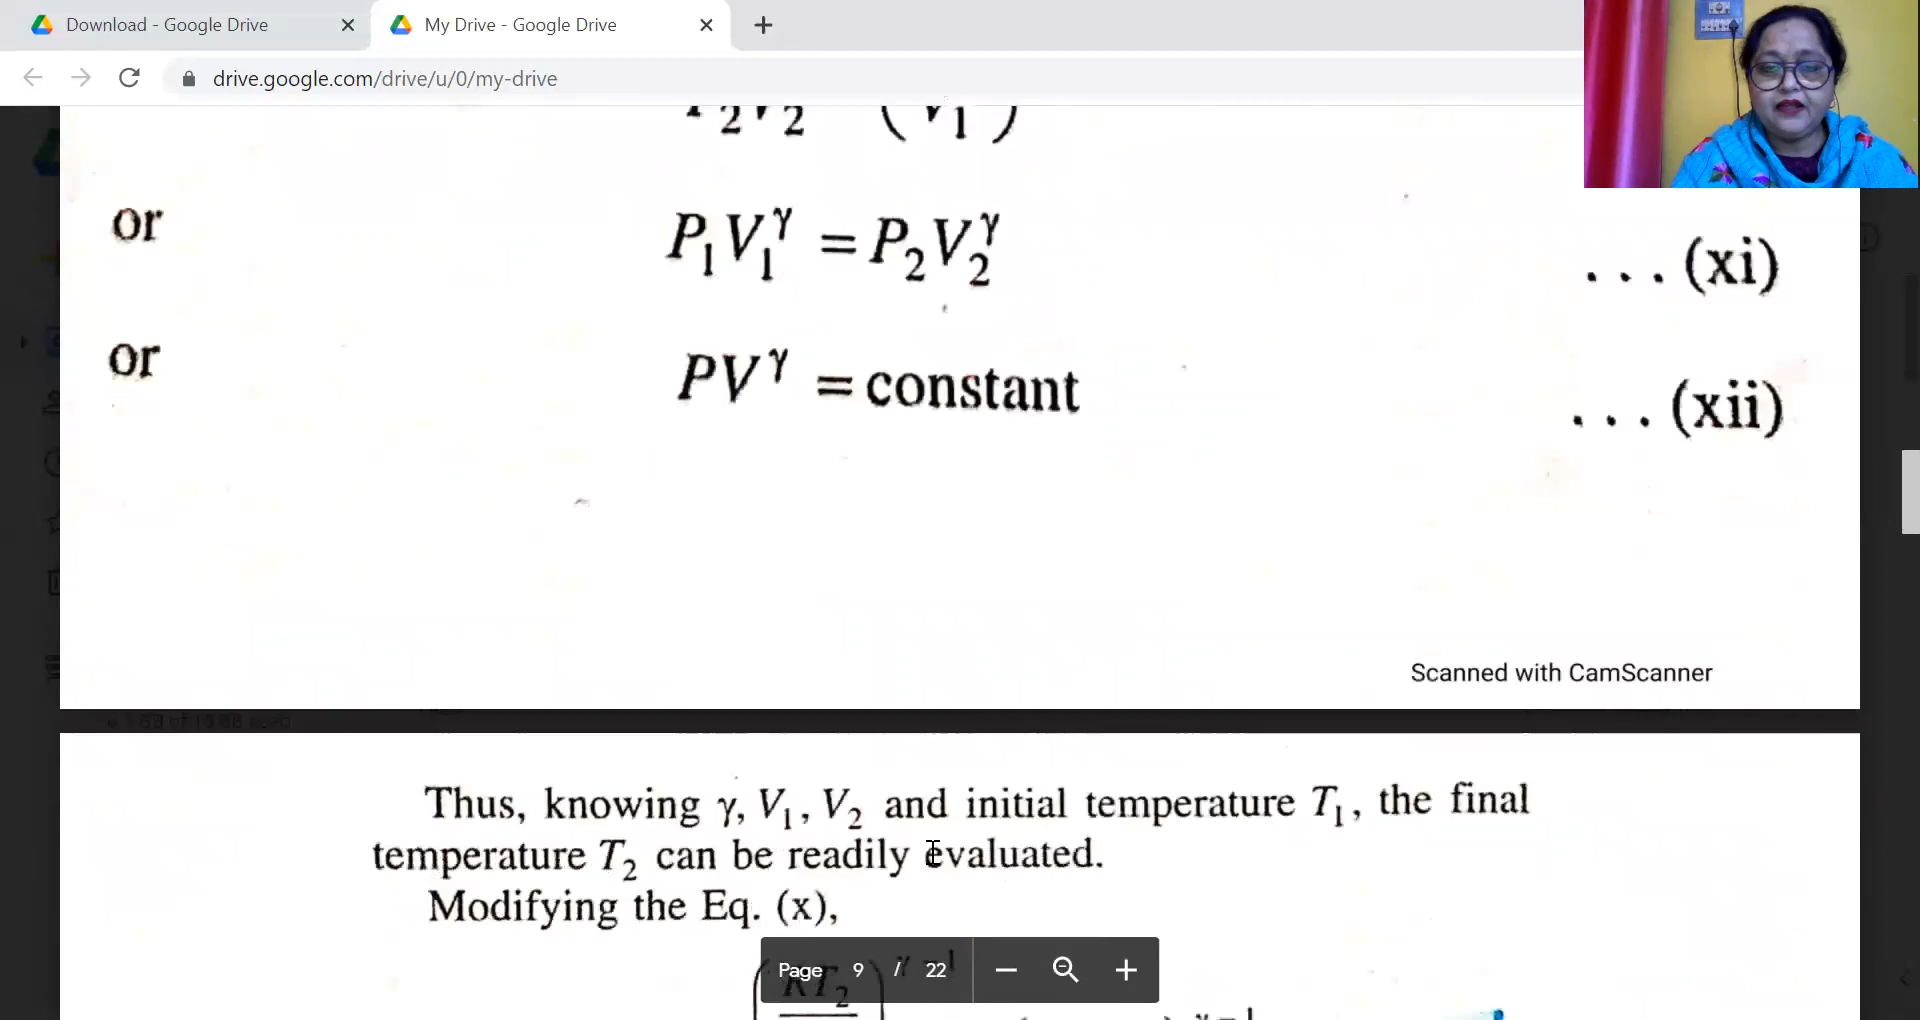 Download - Google Drive
My Drive - Google Drive
drive.google.com/drive/u/0/my-drive
or P₁V₁^γ = P₂V₂^γ . . . (xi)
or PV^γ = constant . . . (xii)
Scanned with CamScanner
Thus, knowing γ, V₁, V₂ and initial temperature T₁, the final
temperature T₂ can be readily evaluated.
Modifying the Eq. (x),
Page 9 / 22